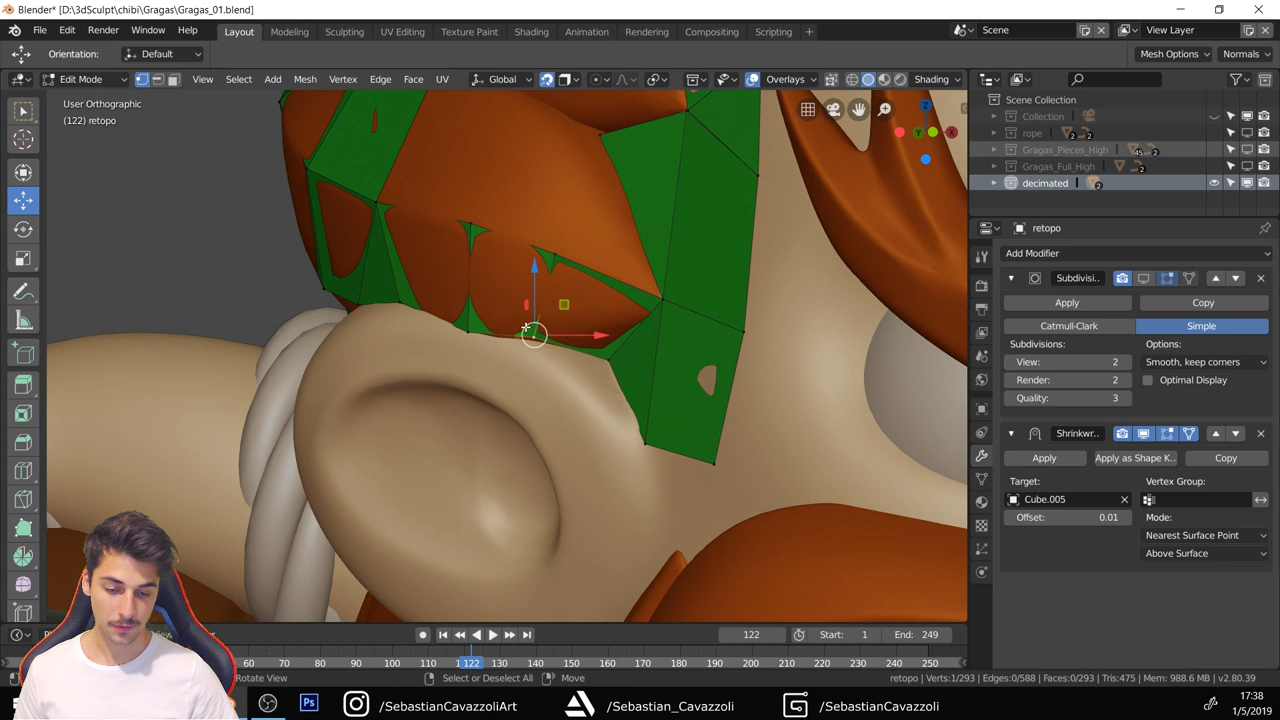 Blender* [D:\3dSculpt\chibi\Gragas\Gragas_01.blend]
File Edit Render Window Help Layout Modeling Sculpting UV Editing Texture Paint Shading Animation Rendering Compositing Scripting + Scene View Layer
Orientation: Default Mesh Options Normals
Edit Mode View Select Add Mesh Vertex Edge Face UV Global Overlays Shading
User Orthographic
(122) retopo
Scene Collection
Collection
rope 2 2
Gragas_Pieces_High 45 2
Gragas_Full_High 2
decimated 2
retopo
Add Modifier
Subdivisi..
Apply Copy
Catmull-Clark Simple
Subdivisions: Options:
View: 2 Smooth, keep corners
Render: 2 Optimal Display
Quality: 3
Shrinkwr..
Apply Apply as Shape K.. Copy
Target: Vertex Group:
Cube.005
Offset: 0.01 Mode:
Nearest Surface Point
Above Surface
Z X Y
122 Start: 1 End: 249
60 70 80 90 100 110 122 130 140 150 160 170 180 190 200 210 220 230 240 250
Rotate View Select or Deselect All Move retopo | Verts:1/293 | Edges:0/588 | Faces:0/293 | Tris:475 | Mem: 988.6 MB | v2.80.39
Ps /SebastianCavazzoliArt /Sebastian_Cavazzoli /SebastianCavazzoli
17:38
1/5/2019